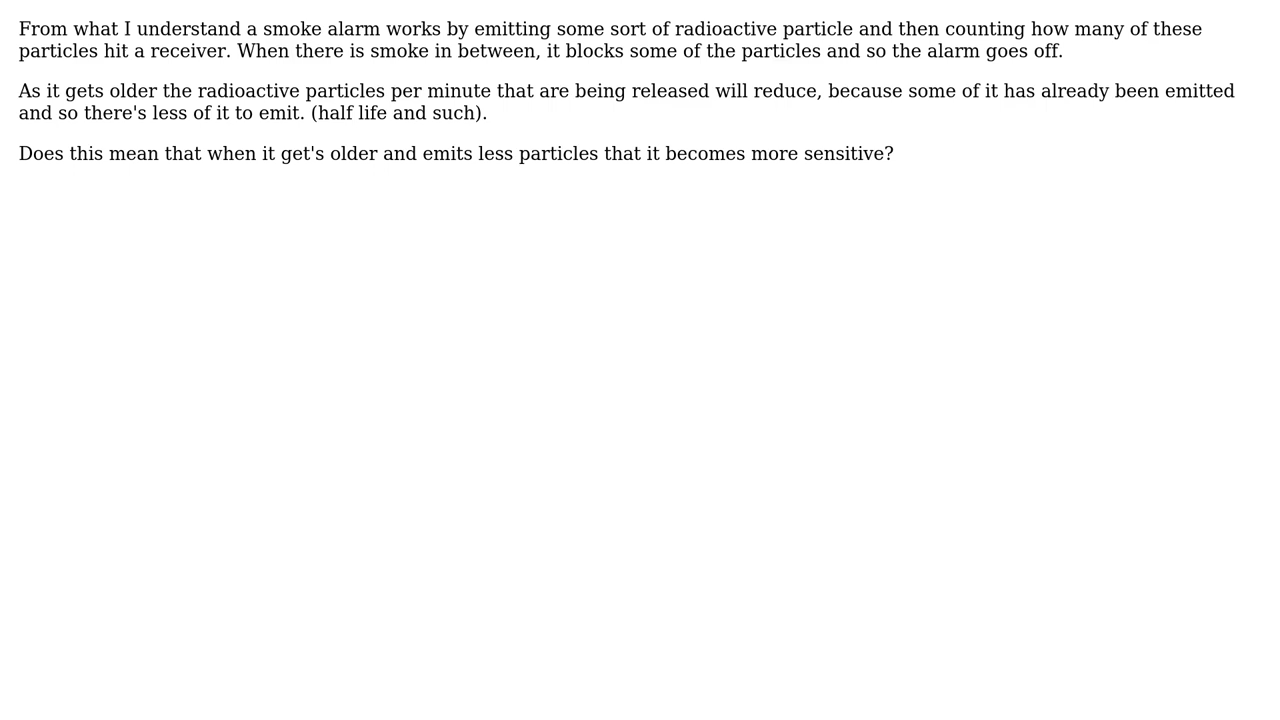 From what I understand a smoke alarm works by emitting some sort of radioactive particle and then counting how many of these
particles hit a receiver. When there is smoke in between, it blocks some of the particles and so the alarm goes off.
As it gets older the radioactive particles per minute that are being released will reduce, because some of it has already been emitted
and so there's less of it to emit. (half life and such).
Does this mean that when it get's older and emits less particles that it becomes more sensitive?